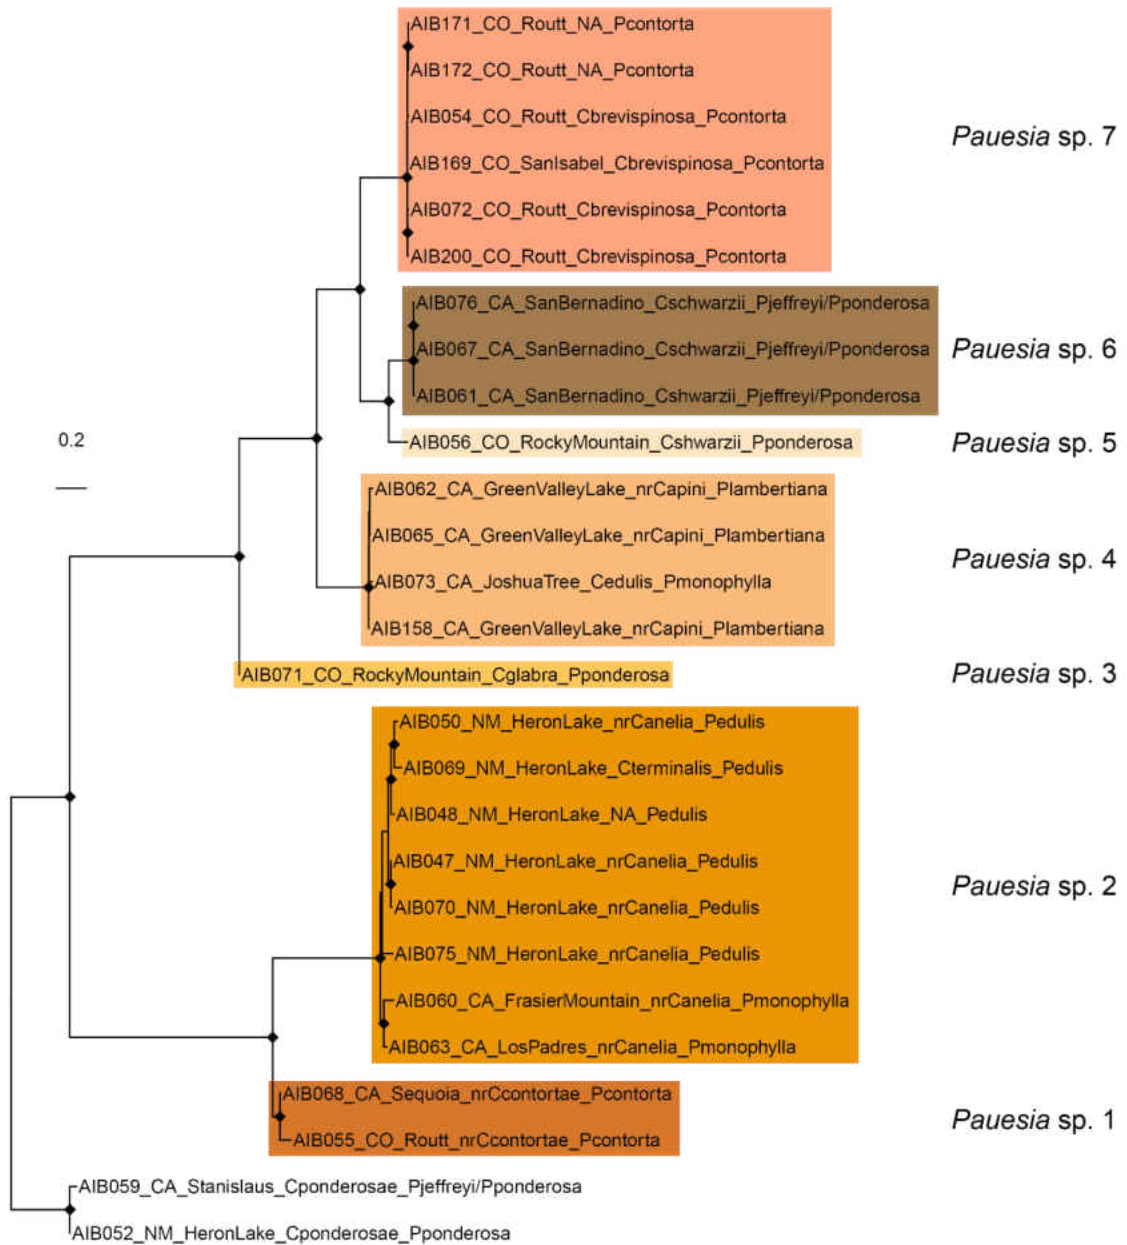 AIB171_CO_Routt_NA_Pcontorta
AIB172_CO_Routt_NA_Pcontorta
AIB054_CO_Routt_Cbrevispinosa_Pcontorta
Pauesia sp. 7
AIB169_CO_SanIsabel_Cbrevispinosa_Pcontorta
AIB072_CO_Routt_Cbrevispinosa_Pcontorta
AIB200_CO_Routt_Cbrevispinosa_Pcontorta
AIB076_CA_SanBernadino_Cschwarzii_Pjeffreyi/Pponderosa
AIB067_CA_SanBernadino_Cschwarzii_Pjeffreyi/Pponderosa
Pauesia sp. 6
AIB061_CA_SanBernadino_Cshwarzii_Pjeffreyi/Pponderosa
0.2
AIB056_CO_RockyMountain_Cshwarzii_Pponderosa
Pauesia sp. 5
AIB062_CA_GreenValleyLake_nrCapini_Plambertiana
AIB065_CA_GreenValleyLake_nrCapini_Plambertiana
Pauesia sp. 4
AIB073_CA_JoshuaTree_Cedulis_Pmonophylla
AIB158_CA_GreenValleyLake_nrCapini_Plambertiana
AIB071_CO_RockyMountain_Cglabra_Pponderosa
Pauesia sp. 3
AIB050_NM_HeronLake_nrCanelia_Pedulis
AIB069_NM_HeronLake_Cterminalis_Pedulis
AIB048_NM_HeronLake_NA_Pedulis
AIB047_NM_HeronLake_nrCanelia_Pedulis
Pauesia sp. 2
AIB070_NM_HeronLake_nrCanelia_Pedulis
AIB075_NM_HeronLake_nrCanelia_Pedulis
AIB060_CA_FrasierMountain_nrCanelia_Pmonophylla
AIB063_CA_LosPadres_nrCanelia_Pmonophylla
AIB068_CA_Sequoia_nrCcontortae_Pcontorta
Pauesia sp. 1
AIB055_CO_Routt_nrCcontortae_Pcontorta
AIB059_CA_Stanislaus_Cponderosae_Pjeffreyi/Pponderosa
AIB052_NM_HeronLake_Cponderosae_Pponderosa